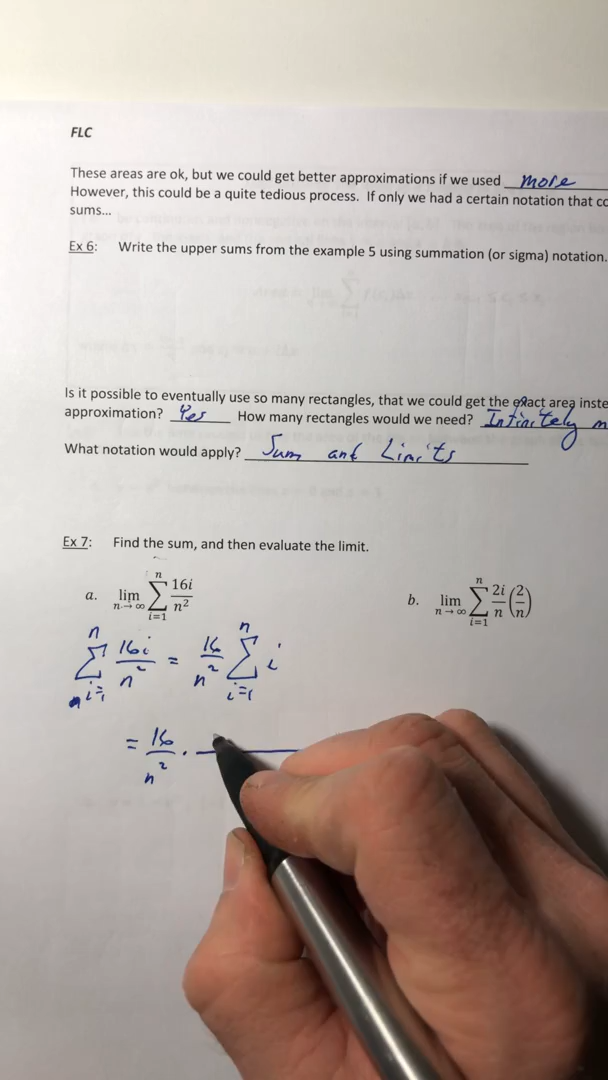 FLC
These areas are ok, but we could get better approximations if we used more
However, this could be a quite tedious process. If only we had a certain notation that
sums...
Ex 6: Write the upper sums from the example 5 using summation (or sigma) notation.
Is it possible to eventually use so many rectangles, that we could get the exact area
approximation? Yes How many rectangles would we need? Infinitely
What notation would apply? Sum and Limits
Ex 7: Find the sum, and then evaluate the limit.
a. lim n→∞ n ∑ i=1 16i/n² b. lim n→∞ n ∑ i=1 2i/n (2/n)
n ∑ i=1 16i/n² = 16/n² n ∑ i=1 i
= 16/n² ·